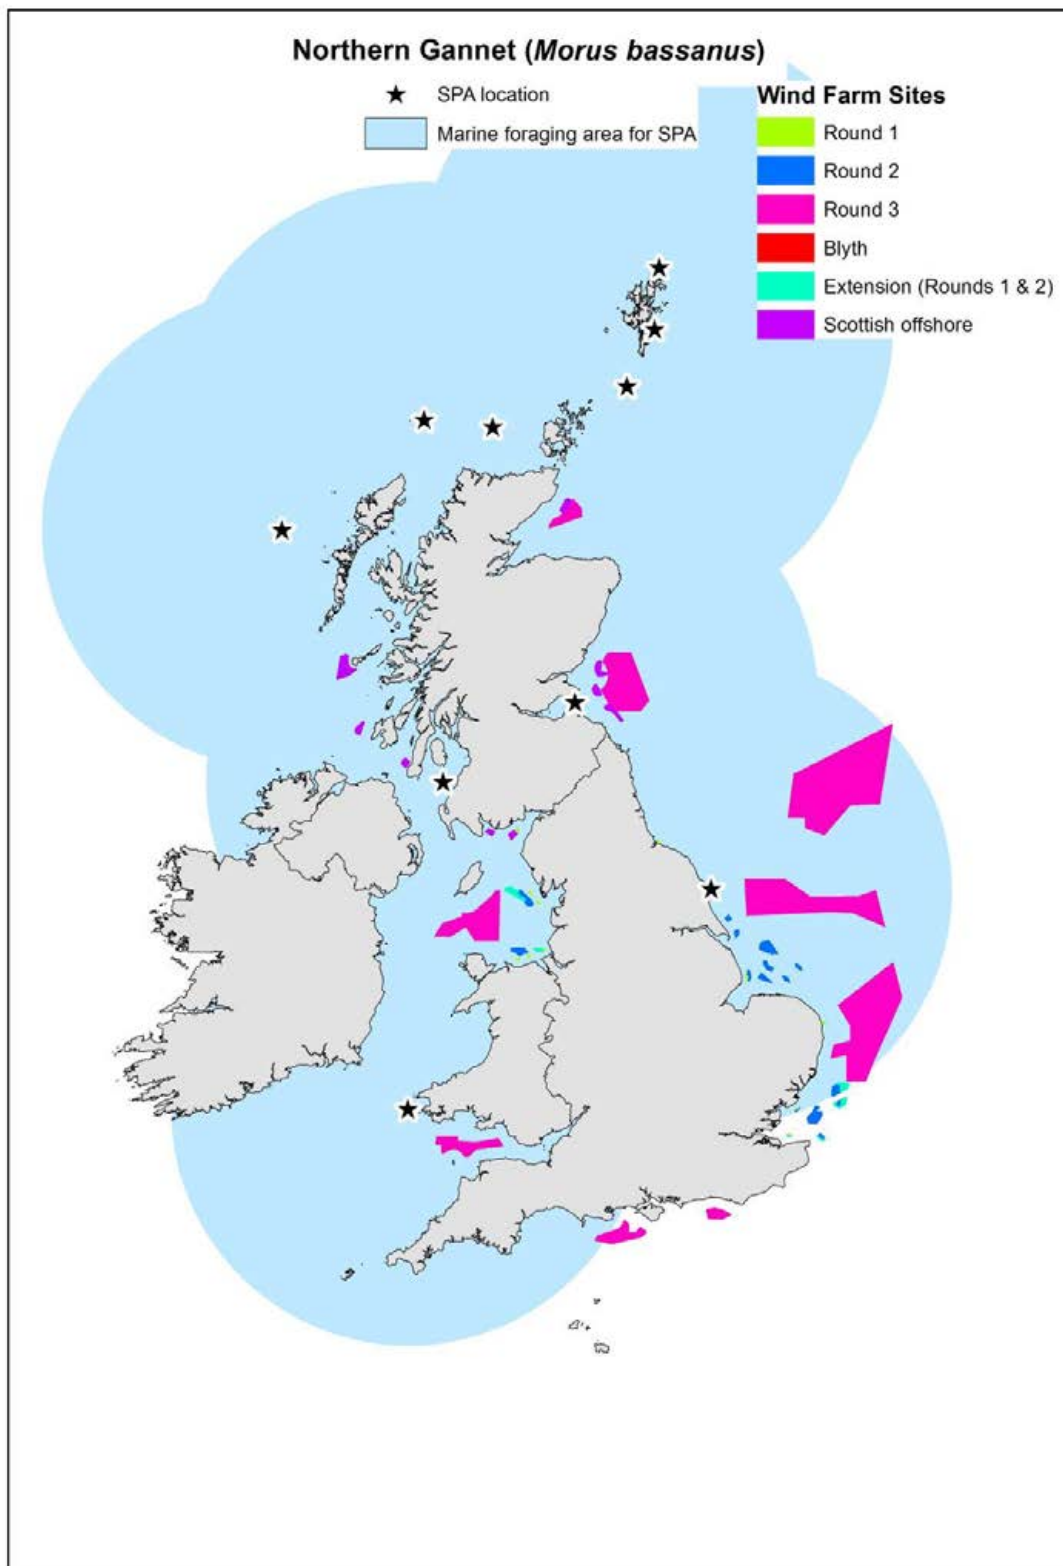 Northern Gannet (Morus bassanus)
SPA location
Marine foraging area for SPA
Wind Farm Sites
Round 1
Round 2
Round 3
Blyth
Extension (Rounds 1 & 2)
Scottish offshore